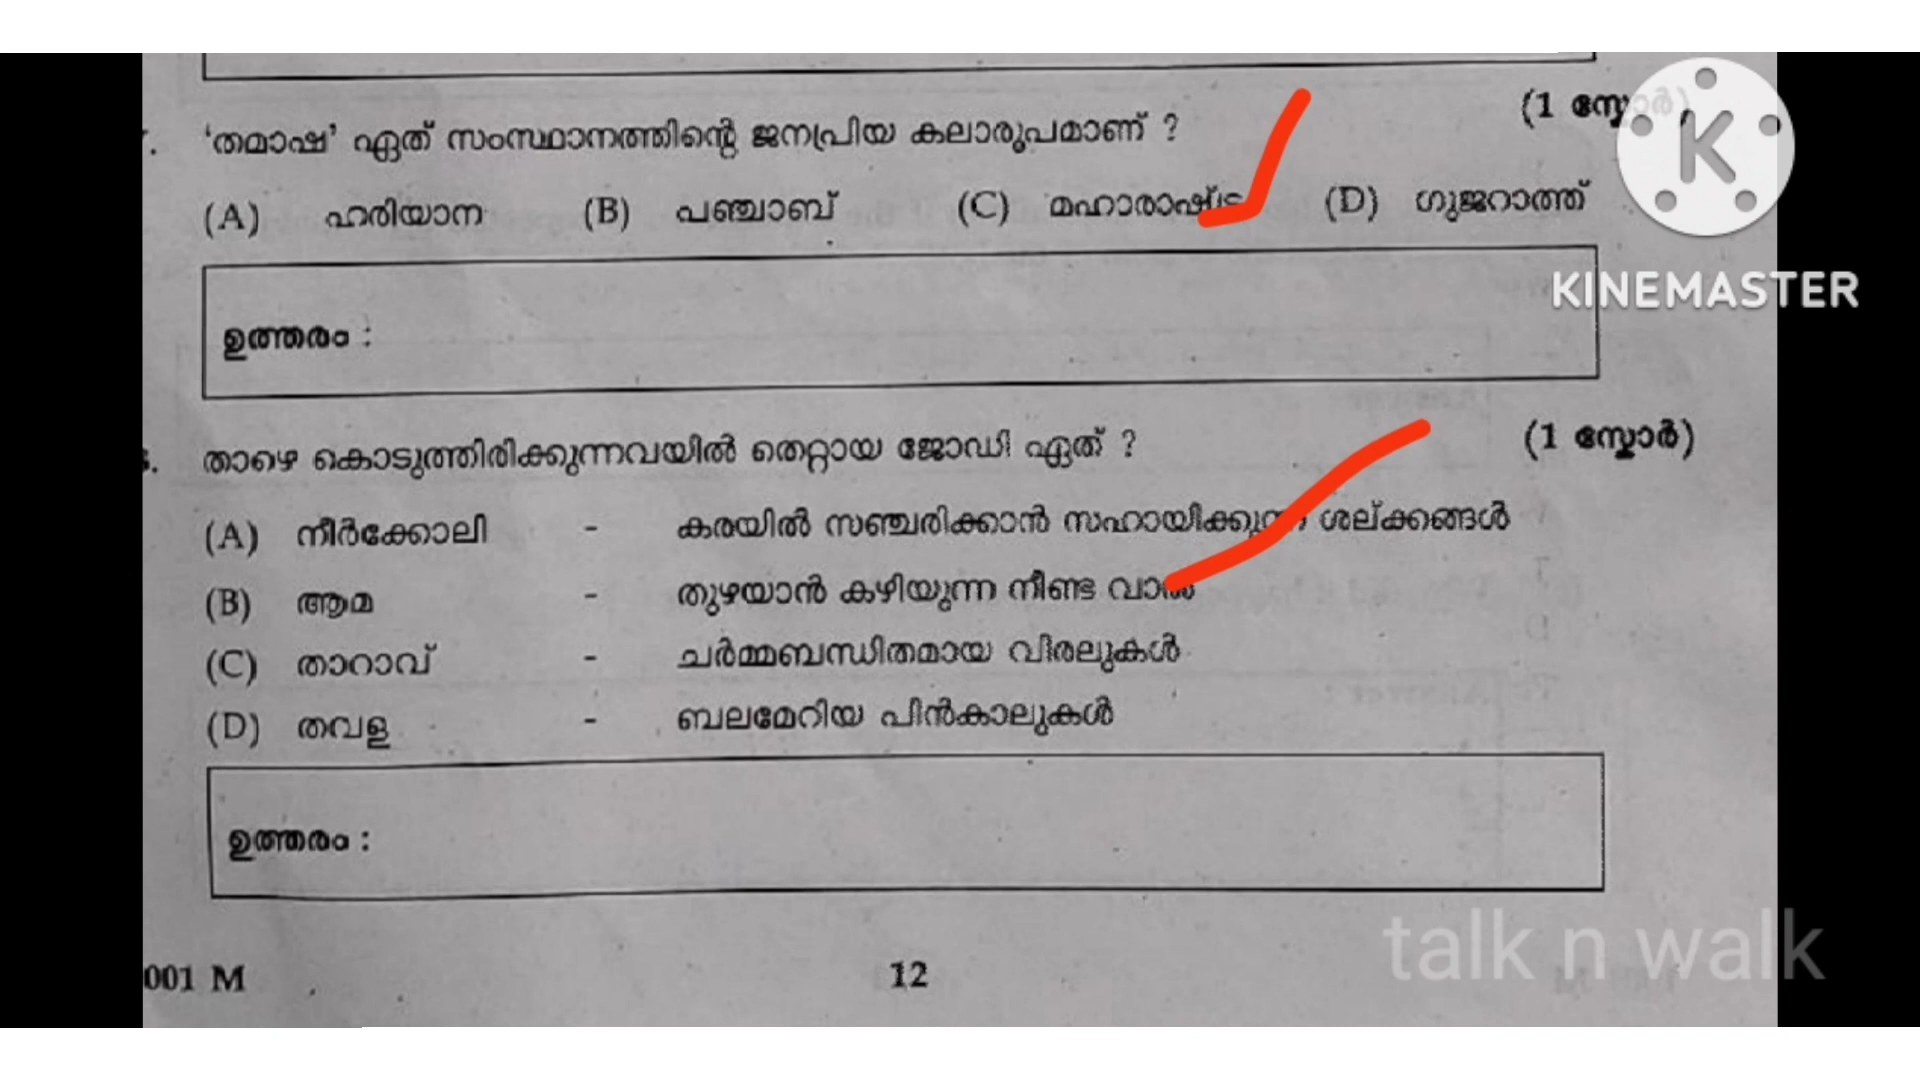 'തമാഷ' ഏത് സംസ്ഥാനത്തിന്റെ ജനപ്രിയ കലാരൂപമാണ് ? (1 സ്കോർ)
(A) ഹരിയാന (B) പഞ്ചാബ് (C) മഹാരാഷ്ട്ര (D) ഗുജറാത്ത്
KINEMASTER
ഉത്തരം :
താഴെ കൊടുത്തിരിക്കുന്നവയിൽ തെറ്റായ ജോഡി ഏത് ? (1 സ്കോർ)
(A) നീർക്കോലി - കരയിൽ സഞ്ചരിക്കാൻ സഹായിക്കുന്ന ശല്ക്കങ്ങൾ
(B) ആമ - തുഴയാൻ കഴിയുന്ന നീണ്ട വാൽ
(C) താറാവ് - ചർമ്മബന്ധിതമായ വിരലുകൾ
(D) തവള - ബലമേറിയ പിൻകാലുകൾ
ഉത്തരം :
talk n walk
001 M 12